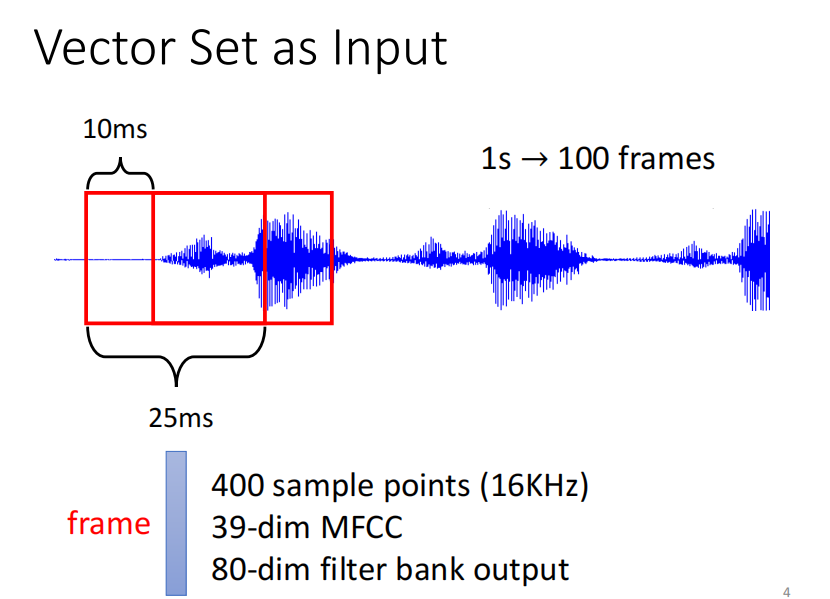 Vector Set as Input
10ms
1s → 100 frames
25ms
frame
400 sample points (16KHz)
39-dim MFCC
80-dim filter bank output
4